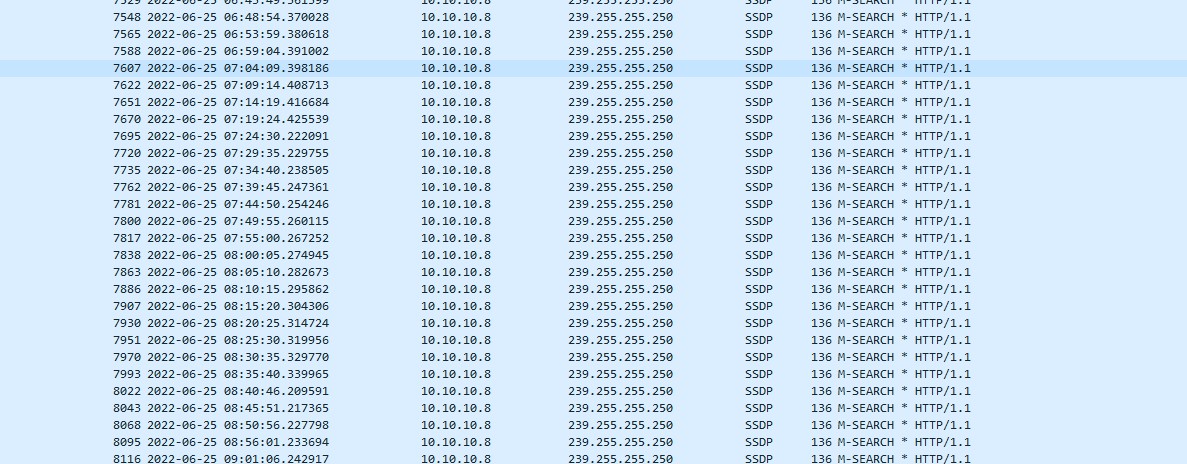 7529 2022-06-25 06:43:49.361599 10.10.10.8 239.255.255.250 SSDP 136 M-SEARCH * HTTP/1.1
7548 2022-06-25 06:48:54.370028 10.10.10.8 239.255.255.250 SSDP 136 M-SEARCH * HTTP/1.1
7565 2022-06-25 06:53:59.380618 10.10.10.8 239.255.255.250 SSDP 136 M-SEARCH * HTTP/1.1
7588 2022-06-25 06:59:04.391002 10.10.10.8 239.255.255.250 SSDP 136 M-SEARCH * HTTP/1.1
7607 2022-06-25 07:04:09.398186 10.10.10.8 239.255.255.250 SSDP 136 M-SEARCH * HTTP/1.1
7622 2022-06-25 07:09:14.408713 10.10.10.8 239.255.255.250 SSDP 136 M-SEARCH * HTTP/1.1
7651 2022-06-25 07:14:19.416684 10.10.10.8 239.255.255.250 SSDP 136 M-SEARCH * HTTP/1.1
7670 2022-06-25 07:19:24.425539 10.10.10.8 239.255.255.250 SSDP 136 M-SEARCH * HTTP/1.1
7695 2022-06-25 07:24:30.222091 10.10.10.8 239.255.255.250 SSDP 136 M-SEARCH * HTTP/1.1
7720 2022-06-25 07:29:35.229755 10.10.10.8 239.255.255.250 SSDP 136 M-SEARCH * HTTP/1.1
7735 2022-06-25 07:34:40.238505 10.10.10.8 239.255.255.250 SSDP 136 M-SEARCH * HTTP/1.1
7762 2022-06-25 07:39:45.247361 10.10.10.8 239.255.255.250 SSDP 136 M-SEARCH * HTTP/1.1
7781 2022-06-25 07:44:50.254246 10.10.10.8 239.255.255.250 SSDP 136 M-SEARCH * HTTP/1.1
7800 2022-06-25 07:49:55.260115 10.10.10.8 239.255.255.250 SSDP 136 M-SEARCH * HTTP/1.1
7817 2022-06-25 07:55:00.267252 10.10.10.8 239.255.255.250 SSDP 136 M-SEARCH * HTTP/1.1
7838 2022-06-25 08:00:05.274945 10.10.10.8 239.255.255.250 SSDP 136 M-SEARCH * HTTP/1.1
7863 2022-06-25 08:05:10.282673 10.10.10.8 239.255.255.250 SSDP 136 M-SEARCH * HTTP/1.1
7886 2022-06-25 08:10:15.295862 10.10.10.8 239.255.255.250 SSDP 136 M-SEARCH * HTTP/1.1
7907 2022-06-25 08:15:20.304306 10.10.10.8 239.255.255.250 SSDP 136 M-SEARCH * HTTP/1.1
7930 2022-06-25 08:20:25.314724 10.10.10.8 239.255.255.250 SSDP 136 M-SEARCH * HTTP/1.1
7951 2022-06-25 08:25:30.319956 10.10.10.8 239.255.255.250 SSDP 136 M-SEARCH * HTTP/1.1
7970 2022-06-25 08:30:35.329770 10.10.10.8 239.255.255.250 SSDP 136 M-SEARCH * HTTP/1.1
7993 2022-06-25 08:35:40.339965 10.10.10.8 239.255.255.250 SSDP 136 M-SEARCH * HTTP/1.1
8022 2022-06-25 08:40:46.209591 10.10.10.8 239.255.255.250 SSDP 136 M-SEARCH * HTTP/1.1
8043 2022-06-25 08:45:51.217365 10.10.10.8 239.255.255.250 SSDP 136 M-SEARCH * HTTP/1.1
8068 2022-06-25 08:50:56.227798 10.10.10.8 239.255.255.250 SSDP 136 M-SEARCH * HTTP/1.1
8095 2022-06-25 08:56:01.233694 10.10.10.8 239.255.255.250 SSDP 136 M-SEARCH * HTTP/1.1
8116 2022-06-25 09:01:06.242917 10.10.10.8 239.255.255.250 SSDP 136 M-SEARCH * HTTP/1.1